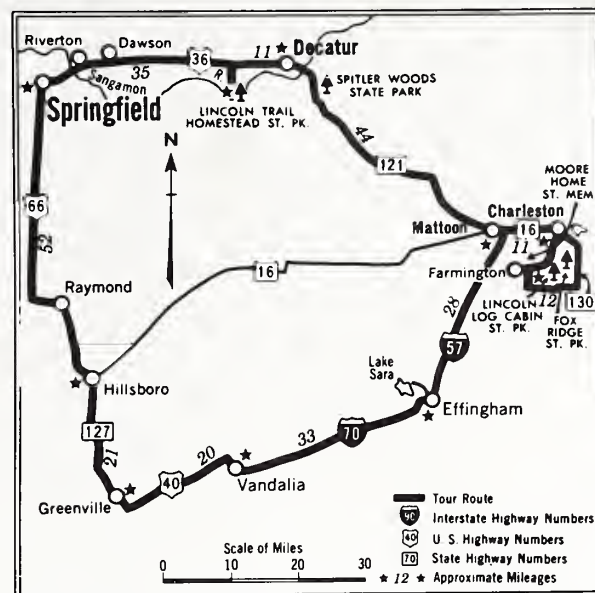 Riverton
Dawson
35
36
11
Decatur
R.
Sangamon
Springfield
LINCOLN TRAIL
HOMESTEAD ST. PK.
SPITLER WOODS
STATE PARK
44
121
N
66
52
MOORE
HOME
ST. MEM
Charleston
Mattoon
16
11
Farmington
16
12
130
LINCOLN
LOG CABIN
ST. PK.
FOX
RIDGE
ST. PK.
Raymond
28
57
Lake
Sara
Hillsboro
Effingham
127
21
70
33
20
40
Vandalia
Greenville
Tour Route
90 Interstate Highway Numbers
40 U. S. Highway Numbers
70 State Highway Numbers
12 Approximate Mileages
Scale of Miles
0 10 20 30